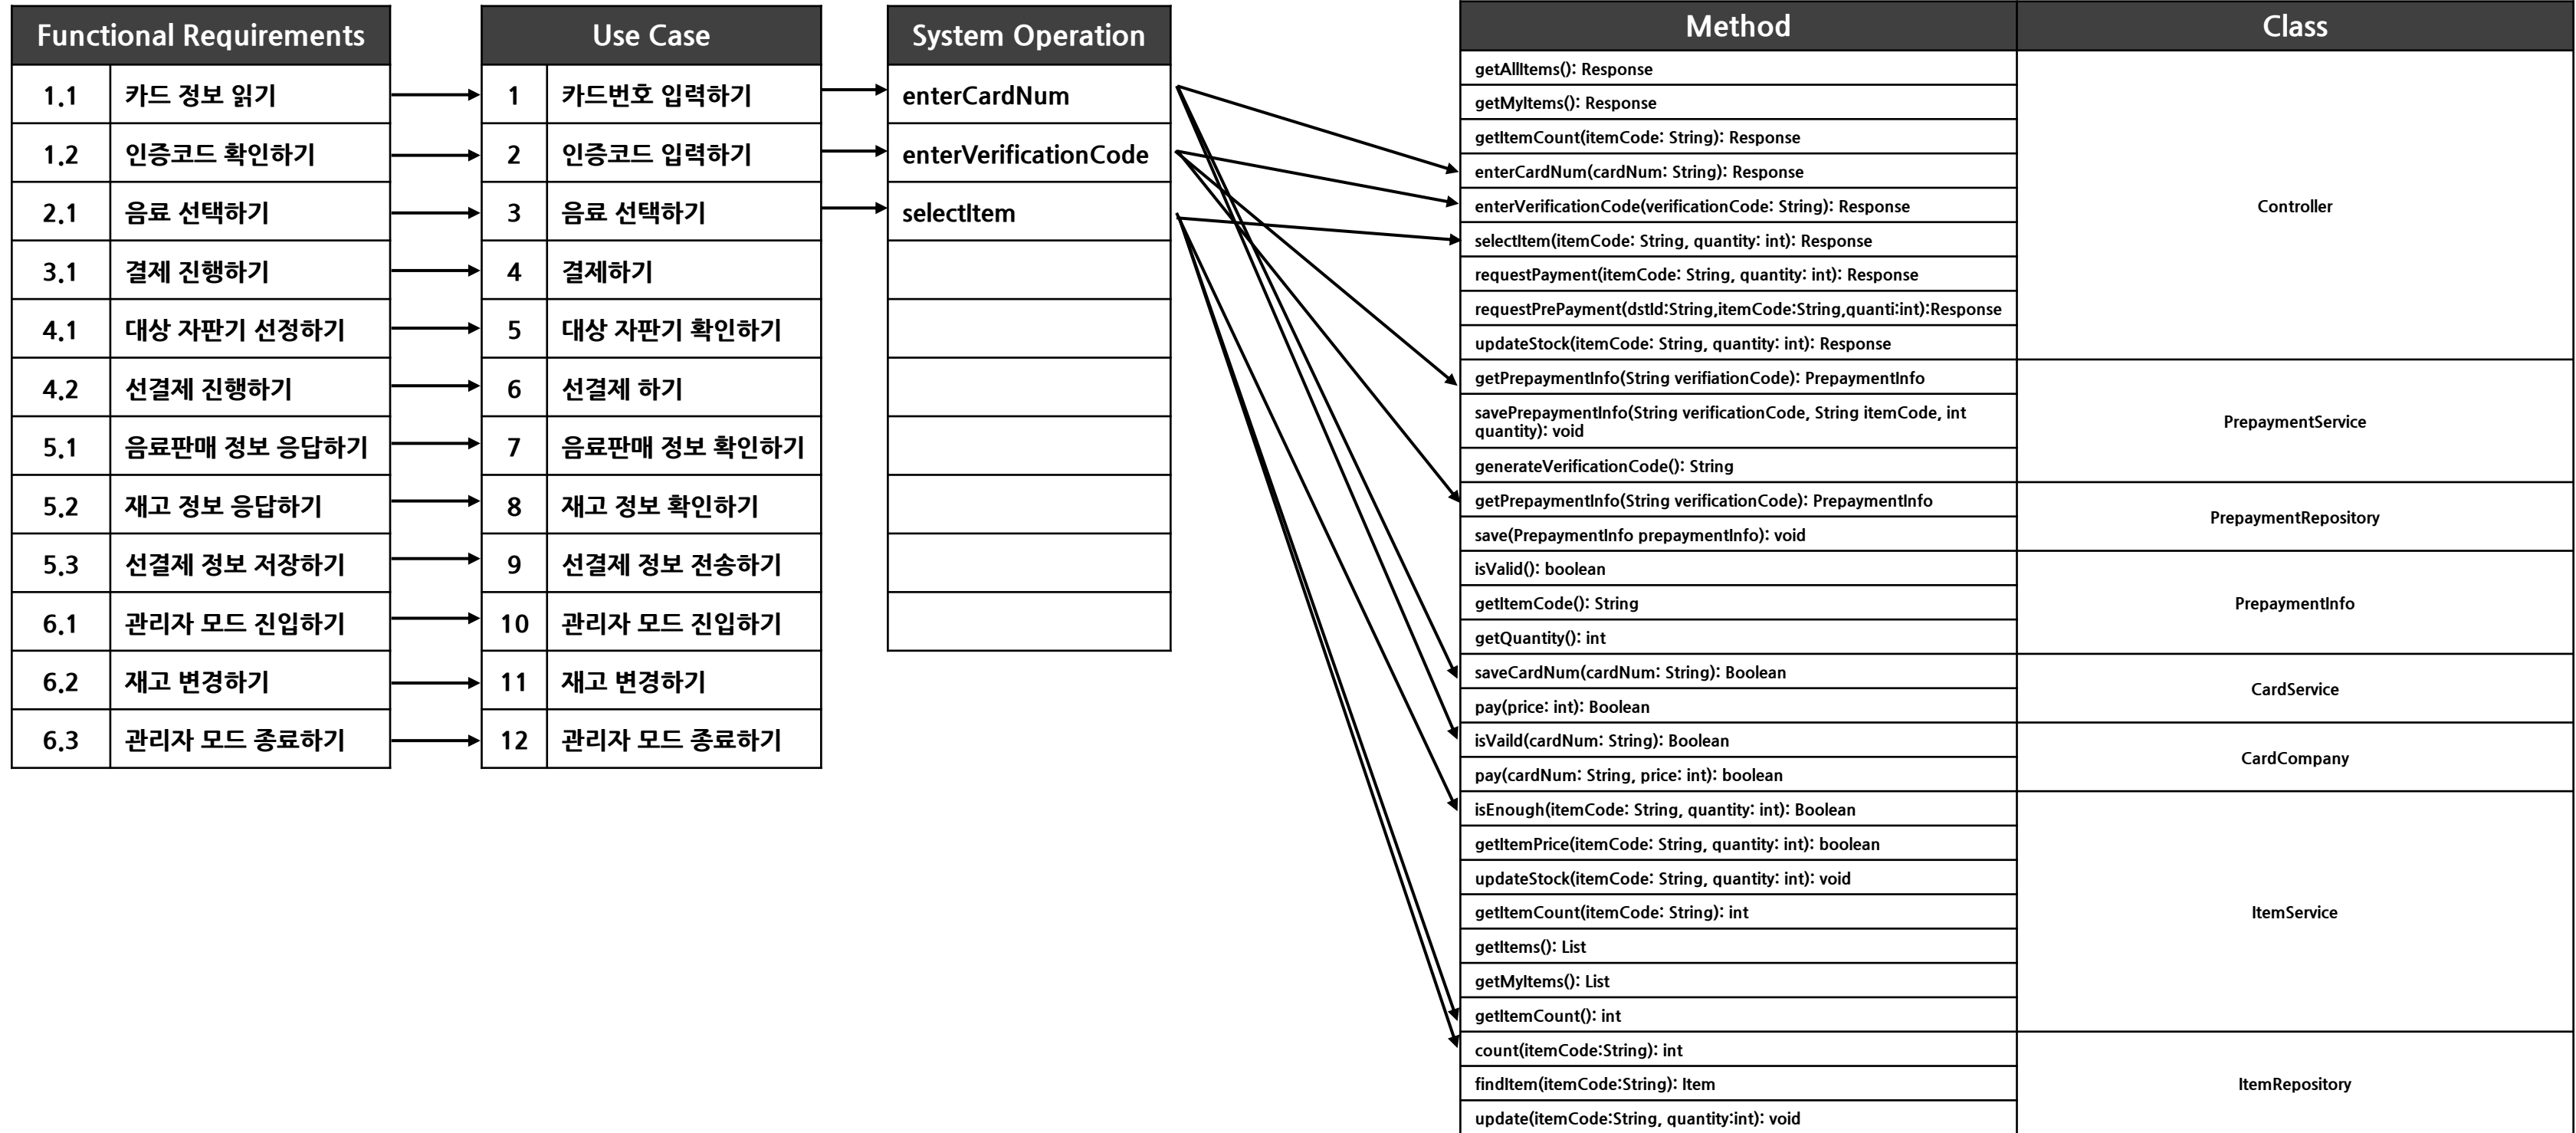 Functional Requirements
1.1 카드 정보 읽기
1.2 인증코드 확인하기
2.1 음료 선택하기
3.1 결제 진행하기
4.1 대상 자판기 선정하기
4.2 선결제 진행하기
5.1 음료판매 정보 응답하기
5.2 재고 정보 응답하기
5.3 선결제 정보 저장하기
6.1 관리자 모드 진입하기
6.2 재고 변경하기
6.3 관리자 모드 종료하기
Use Case
1 카드번호 입력하기
2 인증코드 입력하기
3 음료 선택하기
4 결제하기
5 대상 자판기 확인하기
6 선결제 하기
7 음료판매 정보 확인하기
8 재고 정보 확인하기
9 선결제 정보 전송하기
10 관리자 모드 진입하기
11 재고 변경하기
12 관리자 모드 종료하기
System Operation
enterCardNum
enterVerificationCode
selectItem
Method Class
getAllItems(): Response
getMyItems(): Response
getItemCount(itemCode: String): Response
enterCardNum(cardNum: String): Response
enterVerificationCode(verificationCode: String): Response
Controller
selectItem(itemCode: String, quantity: int): Response
requestPayment(itemCode: String, quantity: int): Response
requestPrePayment(dstId:String,itemCode:String,quanti:int):Response
updateStock(itemCode: String, quantity: int): Response
getPrepaymentInfo(String verifiationCode): PrepaymentInfo
savePrepaymentInfo(String verificationCode, String itemCode, int
quantity): void
PrepaymentService
generateVerificationCode(): String
getPrepaymentInfo(String verificationCode): PrepaymentInfo
PrepaymentRepository
save(PrepaymentInfo prepaymentInfo): void
isValid(): boolean
getItemCode(): String
PrepaymentInfo
getQuantity(): int
saveCardNum(cardNum: String): Boolean
CardService
pay(price: int): Boolean
isVaild(cardNum: String): Boolean
CardCompany
pay(cardNum: String, price: int): boolean
isEnough(itemCode: String, quantity: int): Boolean
getItemPrice(itemCode: String, quantity: int): boolean
updateStock(itemCode: String, quantity: int): void
getItemCount(itemCode: String): int
ItemService
getItems(): List
getMyItems(): List
getItemCount(): int
count(itemCode:String): int
findItem(itemCode:String): Item
ItemRepository
update(itemCode:String, quantity:int): void